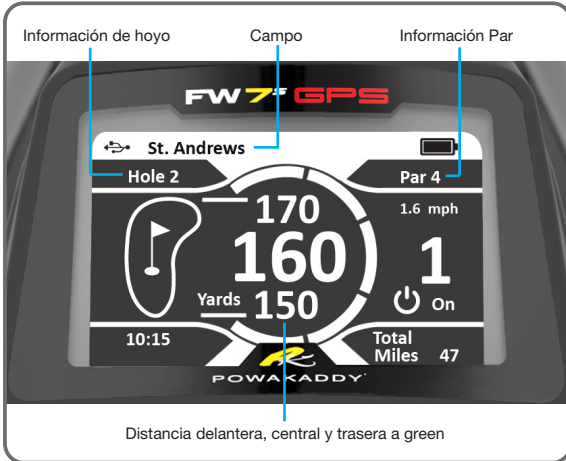 Información de hoyo
Campo
Información Par
FW7s GPS
St. Andrews
Hole 2
Par 4
170
1.6 mph
160
1
Yards 150
On
10:15
Total
Miles 47
POWAKADDY
Distancia delantera, central y trasera a green